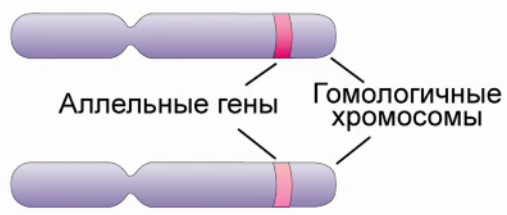 Аллельные гены
Гомологичные
хромосомы